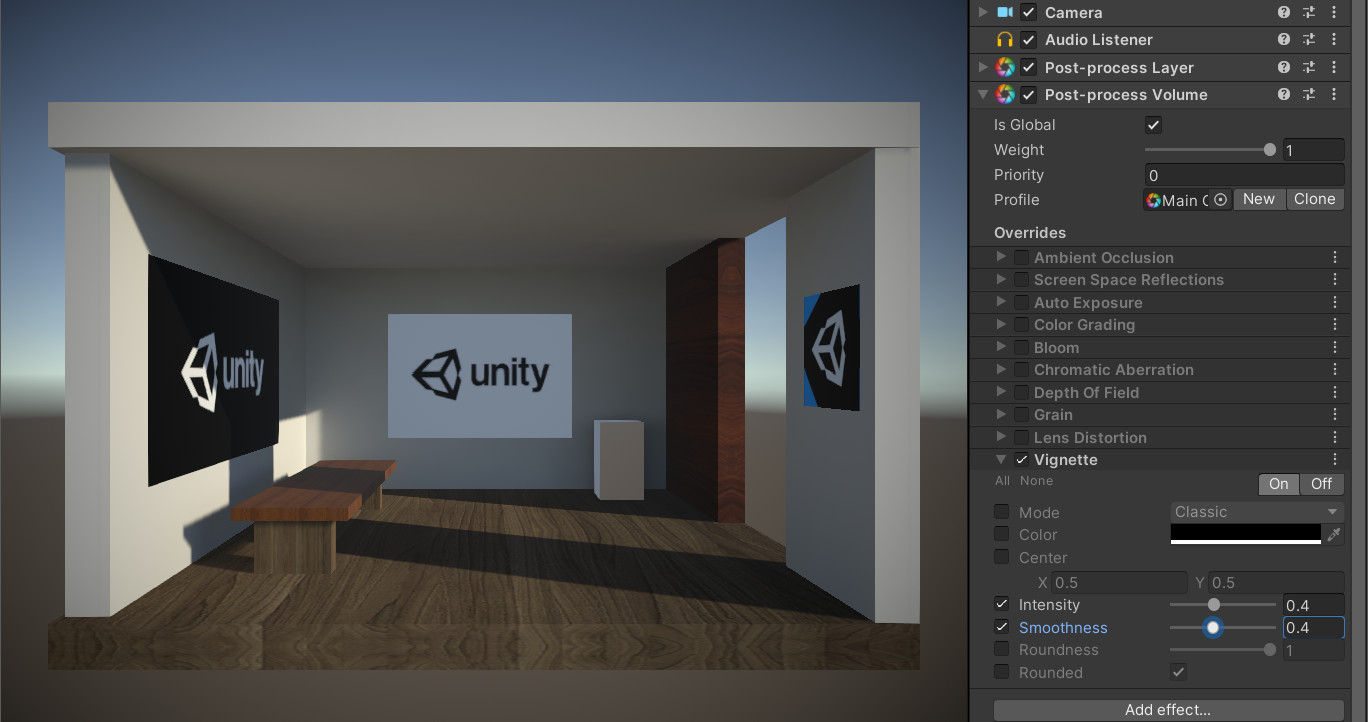 unity
unity
Camera
Audio Listener
Post-process Layer
Post-process Volume
Is Global
Weight 1
Priority 0
Profile Main C New Clone
Overrides
Ambient Occlusion
Screen Space Reflections
Auto Exposure
Color Grading
Bloom
Chromatic Aberration
Depth Of Field
Grain
Lens Distortion
Vignette
All None On Off
Mode Classic
Color
Center
X 0.5 Y 0.5
Intensity 0.4
Smoothness 0.4
Roundness 1
Rounded
Add effect...